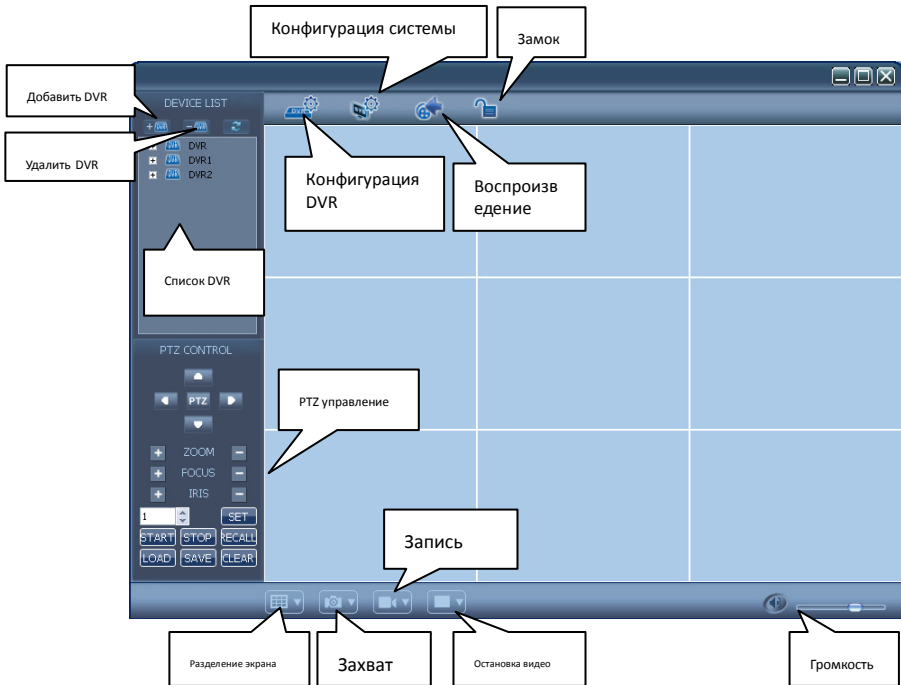 Конфигурация системы
Замок
Добавить DVR
DEVICE LIST
Удалить DVR
DVR
DVR1
DVR2
Конфигурация
DVR
Воспроизв
едение
Список DVR
PTZ CONTROL
PTZ
PTZ управление
ZOOM
FOCUS
IRIS
1
SET
START
STOP
RECALL
LOAD
SAVE
CLEAR
Запись
Разделение экрана
Захват
Остановка видео
Громкость